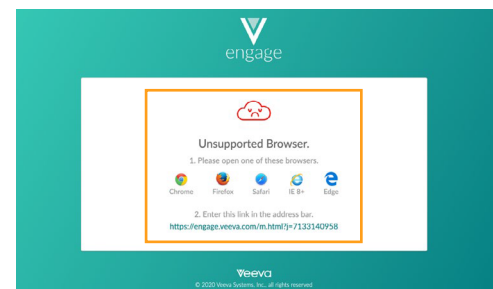 engage
Unsupported Browser.
1. Please open one of these browsers.
Chrome Firefox Safari IE 8+ Edge
2. Enter this link in the address bar.
https://engage.veeva.com/m.html?j=7133140958
Veeva
© 2020 Veeva Systems, Inc., all rights reserved